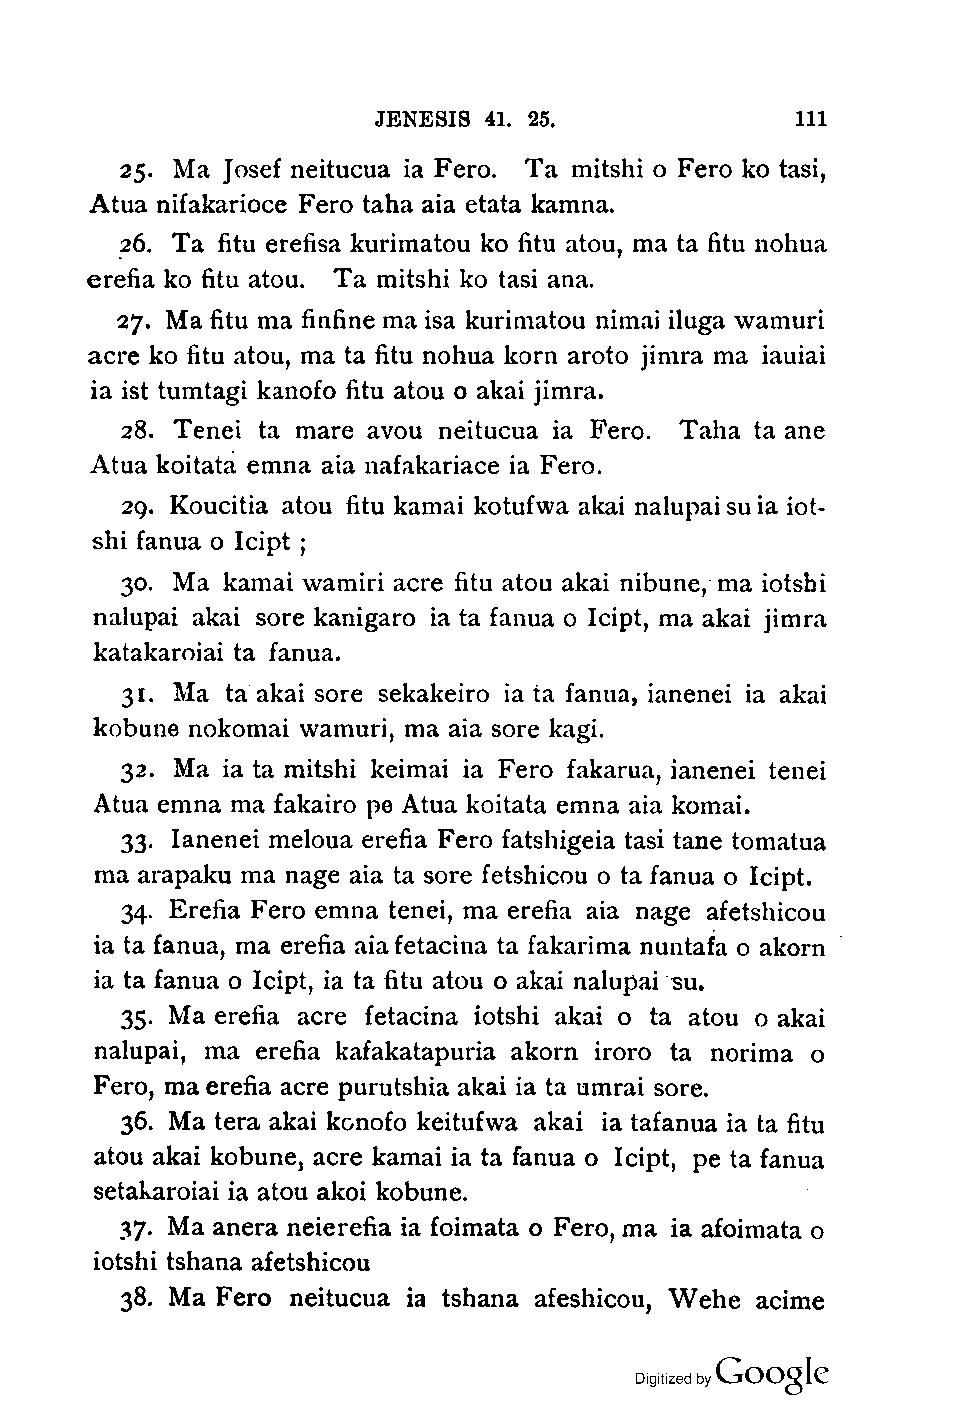 JENESIS 41. 25. 111
25. Ma Josef neitucua ia Fero. Ta mitshi o Fero ko tasi,
Atua nifakarioce Fero taha aia etata kamna.
26. Ta fitu erefisa kurimatou ko fitu atou, ma ta fitu nohua
erefia ko fitu atou. Ta mitshi ko tasi ana.
27. Ma fitu ma finfine ma isa kurimatou nimai iluga wamuri
acre ko fitu atou, ma ta fitu nohua korn aroto jimra ma iauiai
ia ist tumtagi kanofo fitu atou o akai jimra.
28. Tenei ta mare avou neitucua ia Fero. Taha ta ane
Atua koitata emna aia nafakariace ia Fero.
29. Koucitia atou fitu kamai kotufwa akai nalupai su ia iot-
shi fanua o Icipt ;
30. Ma kamai wamiri acre fitu atou akai nibune, ma iotshi
nalupai akai sore kanigaro ia ta fanua o Icipt, ma akai jimra
katakaroiai ta fanua.
31. Ma ta akai sore sekakeiro ia ta fanua, ianenei ia akai
kobune nokomai wamuri, ma aia sore kagi.
32. Ma ia ta mitshi keimai ia Fero fakarua, ianenei tenei
Atua emna ma fakairo pe Atua koitata emna aia komai.
33. Ianenei meloua erefia Fero fatshigeia tasi tane tomatua
ma arapaku ma nage aia ta sore fetshicou o ta fanua o Icipt.
34. Erefia Fero emna tenei, ma erefia aia nage afetshicou
ia ta fanua, ma erefia aia fetacina ta fakarima nuntafa o akorn
ia ta fanua o Icipt, ia ta fitu atou o akai nalupai su.
35. Ma erefia acre fetacina iotshi akai o ta atou o akai
nalupai, ma erefia kafakatapuria akorn iroro ta norima o
Fero, ma erefia acre purutshia akai ia ta umrai sore.
36. Ma tera akai konofo keitufwa akai ia tafanua ia ta fitu
atou akai kobune, acre kamai ia ta fanua o Icipt, pe ta fanua
setakaroiai ia atou akoi kobune.
37. Ma anera neierefia ia foimata o Fero, ma ia afoimata o
iotshi tshana afetshicou
38. Ma Fero neitucua ia tshana afeshicou, Wehe acime
Digitized by Google